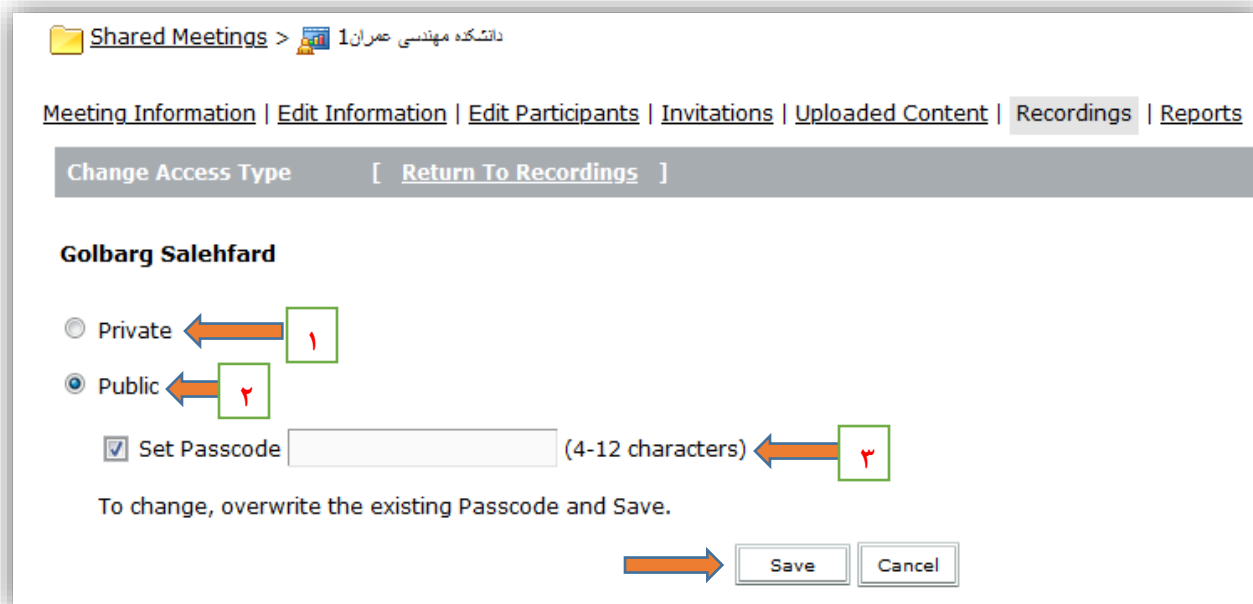 Shared Meetings > دانشکده مهندسی عمران1
Meeting Information | Edit Information | Edit Participants | Invitations | Uploaded Content | Recordings | Reports
Change Access Type [ Return To Recordings ]
Golbarg Salehfard
Private ۱
Public ۲
Set Passcode (4-12 characters) ۳
To change, overwrite the existing Passcode and Save.
Save Cancel